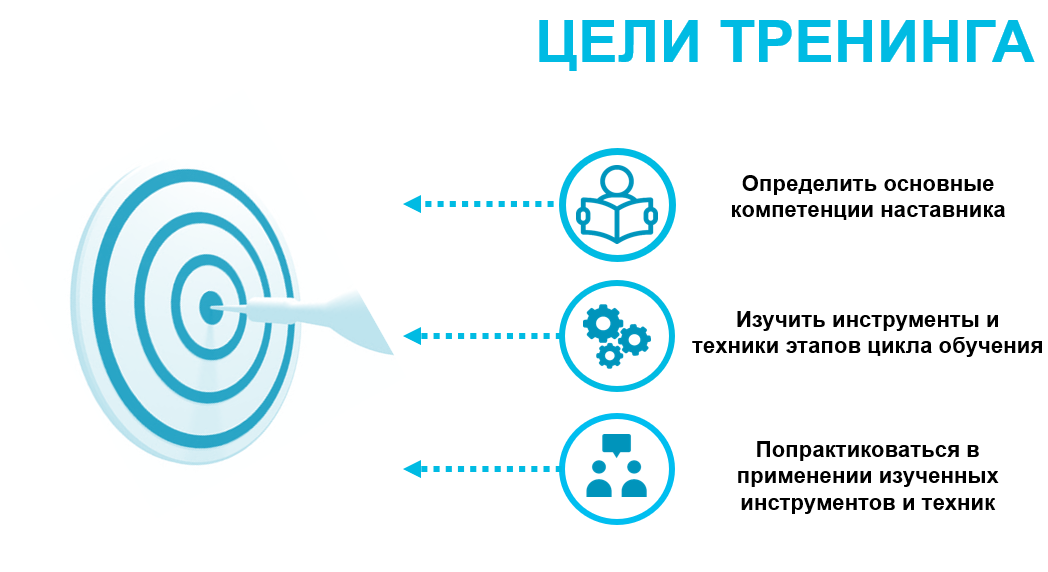 ЦЕЛИ ТРЕНИНГА
Определить основные
компетенции наставника
Изучить инструменты и
техники этапов цикла обучения
Попрактиковаться в
применении изученных
инструментов и техник